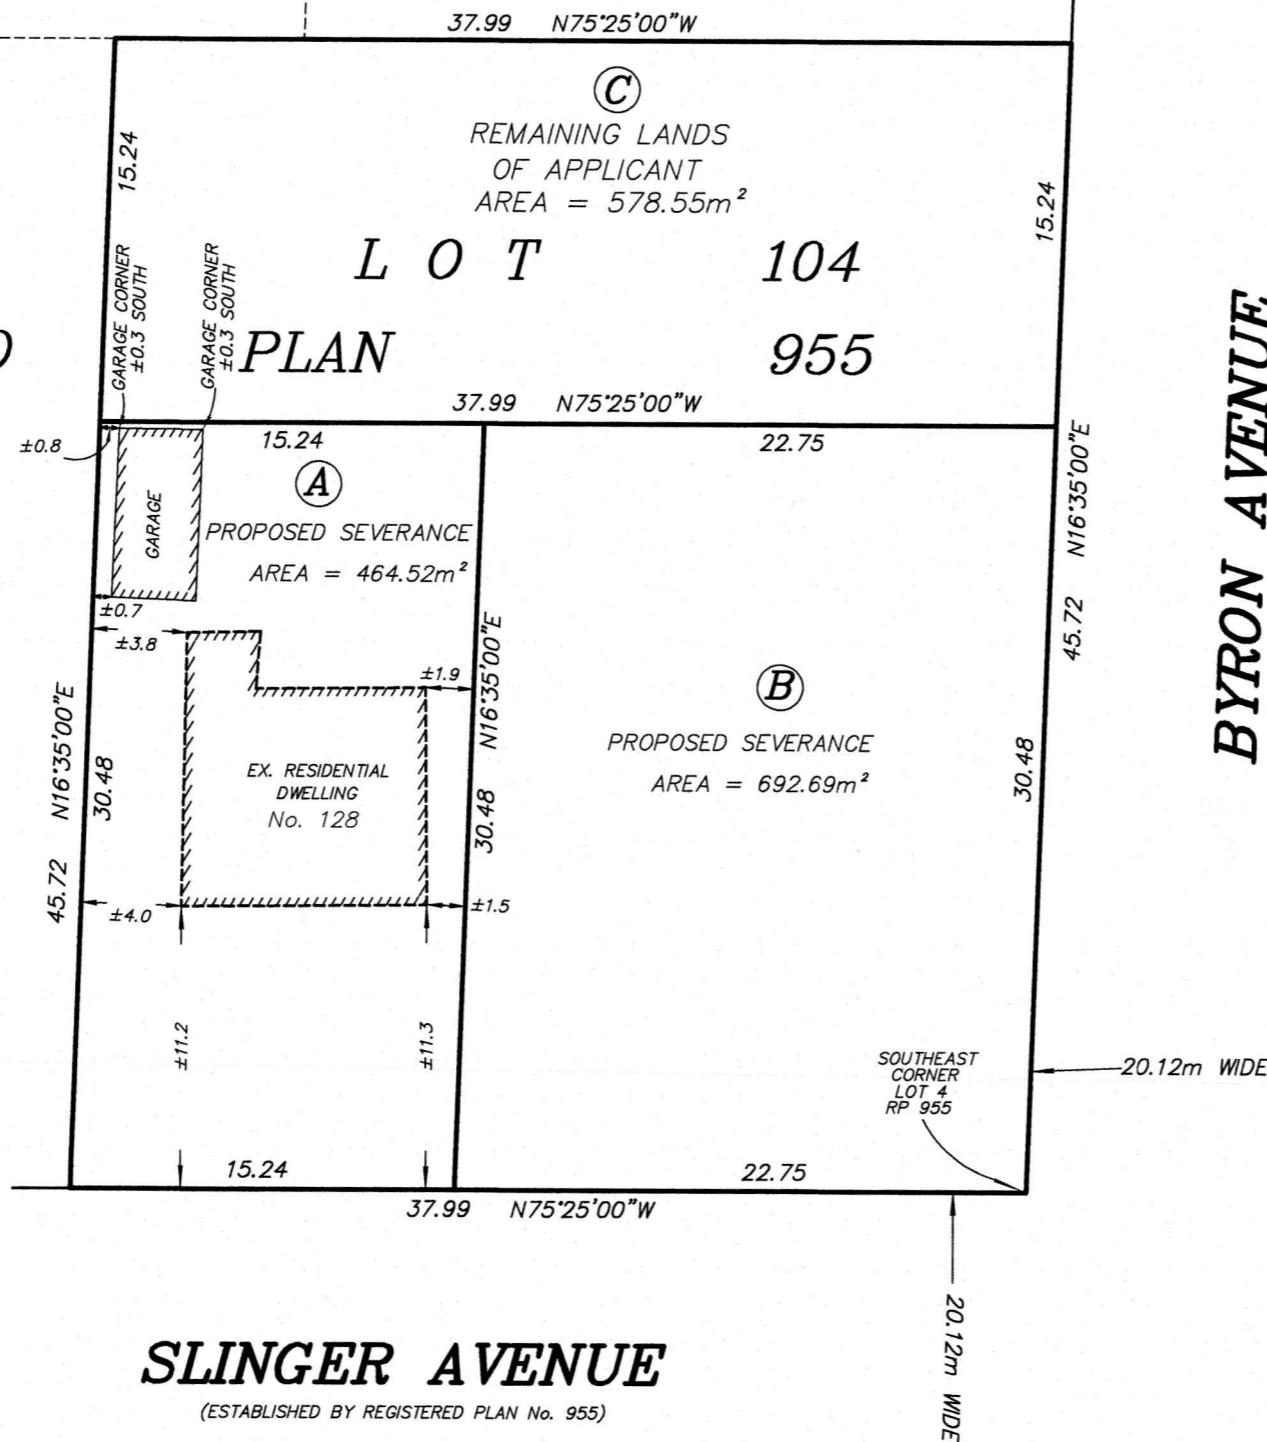 37.99 N75°25'00"W
C
REMAINING LANDS
OF APPLICANT
AREA = 578.55m²
15.24
15.24
LOT 104
PLAN 955
GARAGE CORNER
±0.3 SOUTH
GARAGE CORNER
±0.3 SOUTH
37.99 N75°25'00"W
±0.8
15.24
22.75
A
PROPOSED SEVERANCE
AREA = 464.52m²
GARAGE
±0.7
±3.8
±1.9
N16°35'00"E
30.48
45.72 N16°35'00"E
30.48
EX. RESIDENTIAL
DWELLING
No. 128
±4.0
±1.5
±11.2
±11.3
B
PROPOSED SEVERANCE
AREA = 692.69m²
30.48
45.72 N16°35'00"E
BYRON AVENUE
SOUTHEAST
CORNER
LOT 4
RP 955
20.12m WIDE
15.24
22.75
37.99 N75°25'00"W
20.12m WIDE
SLINGER AVENUE
(ESTABLISHED BY REGISTERED PLAN No. 955)